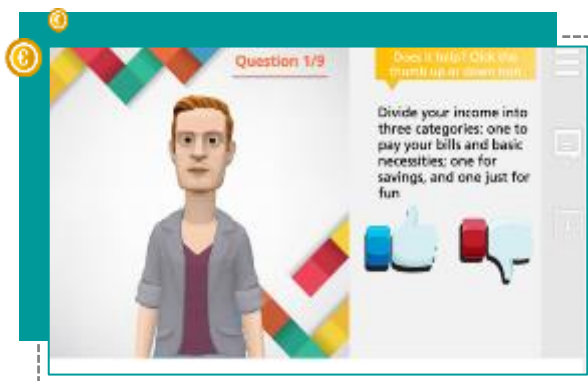 Question 1/9
Does it help? Click the
thumb up or down icon
Divide your income into
three categories: one to
pay your bills and basic
necessities; one for
savings, and one just for
fun